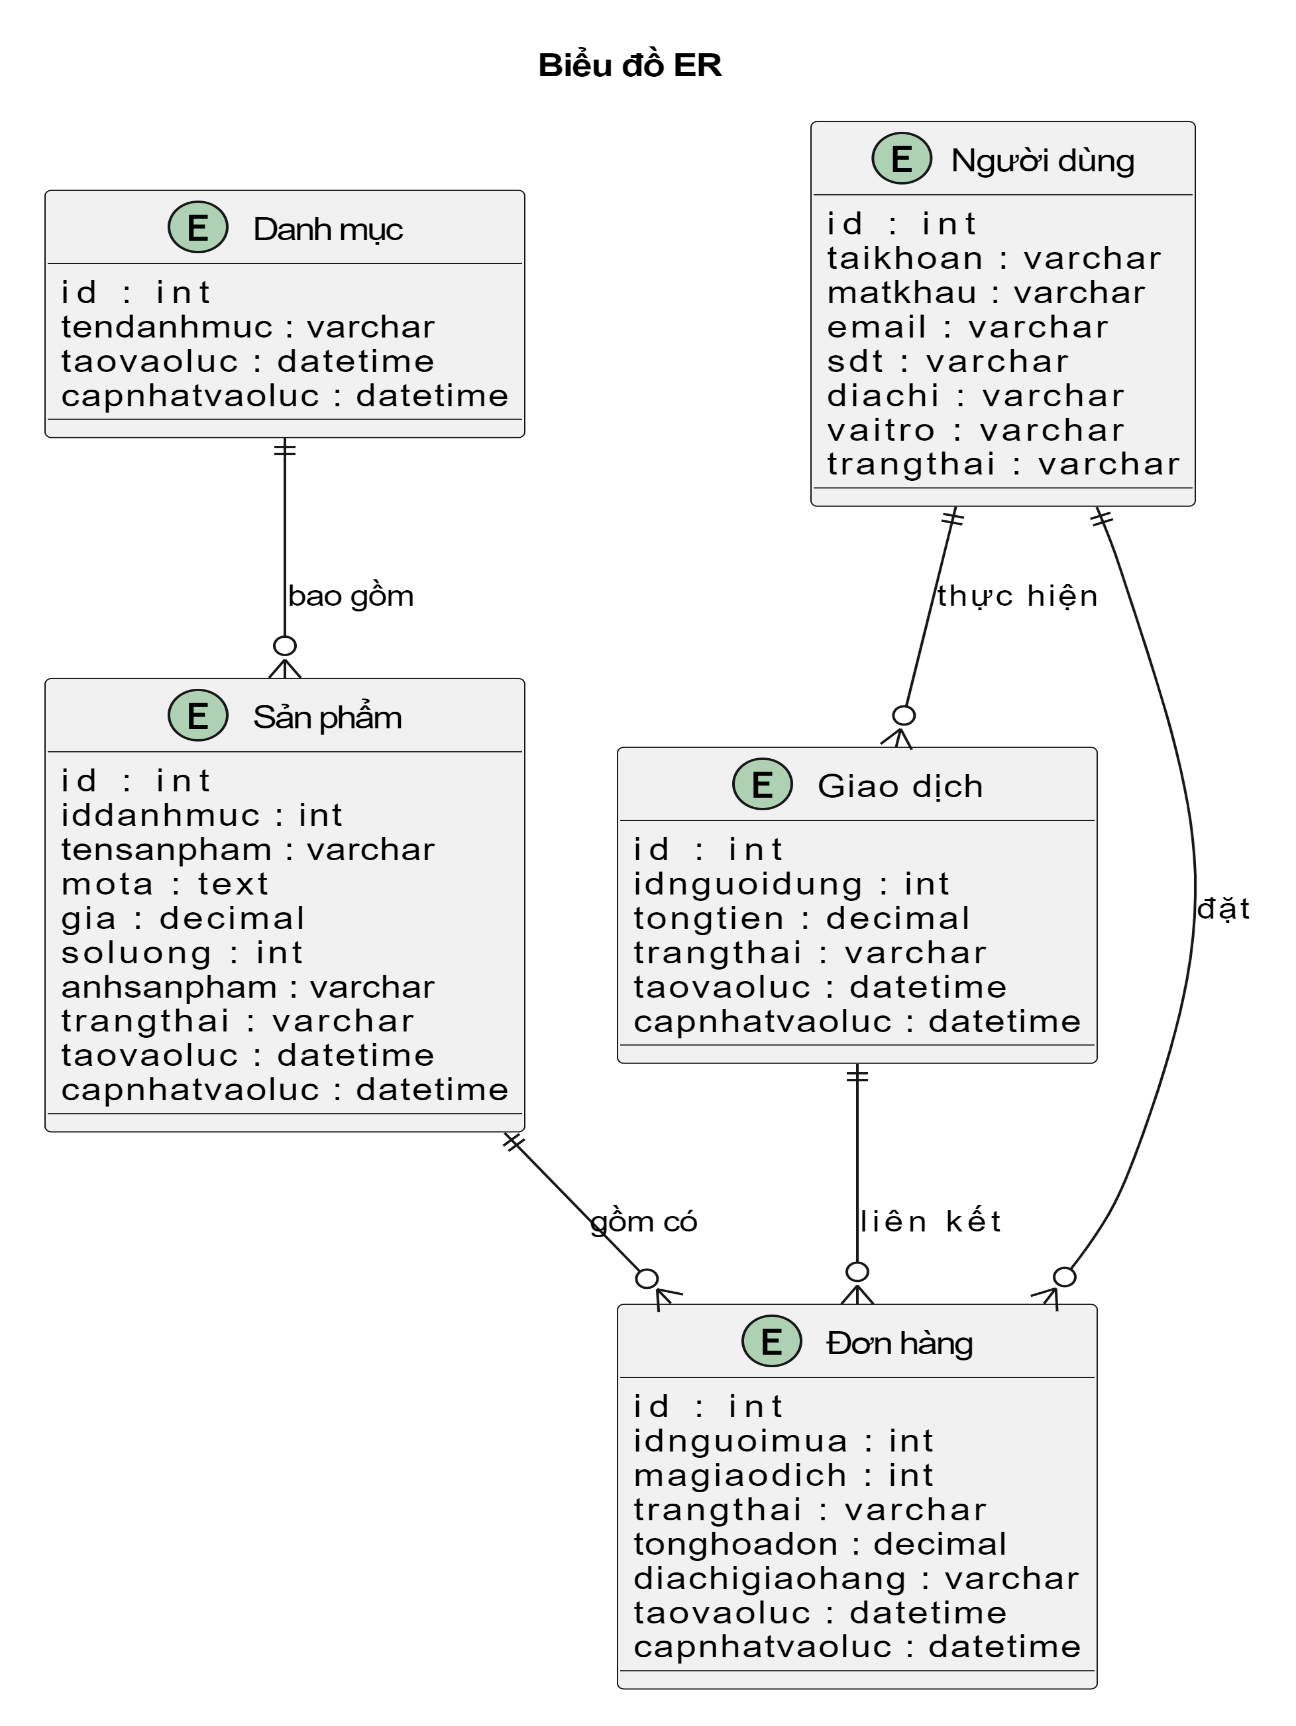 Biểu đồ ER
E Danh mục
id : int
tendanhmuc : varchar
taovaoluc : datetime
capnhatvaoluc : datetime
E Người dùng
id : int
taikhoan : varchar
matkhau : varchar
email : varchar
sdt : varchar
diachi : varchar
vaitro : varchar
trangthai : varchar
bao gồm
thực hiện
E Sản phẩm
id : int
iddanhmuc : int
tensanpham : varchar
mota : text
gia : decimal
soluong : int
anhsanpham : varchar
trangthai : varchar
taovaoluc : datetime
capnhatvaoluc : datetime
E Giao dịch
id : int
idnguoidung : int
tongtien : decimal
trangthai : varchar
taovaoluc : datetime
capnhatvaoluc : datetime
đặt
gồm có
liên kết
E Đơn hàng
id : int
idnguoimua : int
magiaodich : int
trangthai : varchar
tonghoadon : decimal
diachigiaohang : varchar
taovaoluc : datetime
capnhatvaoluc : datetime